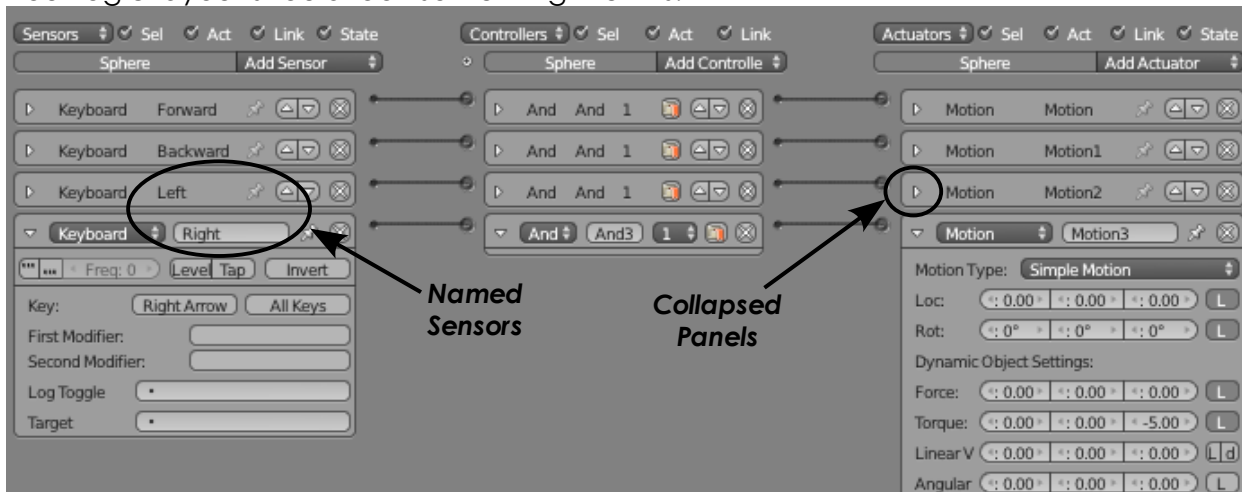 Sensors Sel Act Link State Controllers Sel Act Link Actuators Sel Act Link State
Sphere Add Sensor Sphere Add Controlle Sphere Add Actuator
Keyboard Forward And And 1 Motion Motion
Keyboard Backward And And 1 Motion Motion1
Keyboard Left And And 1 Motion Motion2
Keyboard Right And And3 1 Motion Motion3
Freq: 0 Level Tap Invert Motion Type: Simple Motion
Key: Right Arrow All Keys Loc: 0.00 0.00 0.00 L
First Modifier: Rot: 0° 0° 0° L
Second Modifier: Dynamic Object Settings:
Log Toggle Force: 0.00 0.00 0.00 L
Target Torque: 0.00 0.00 -5.00 L
Linear V 0.00 0.00 0.00 L d
Angular 0.00 0.00 0.00 L
Named
Sensors
Collapsed
Panels